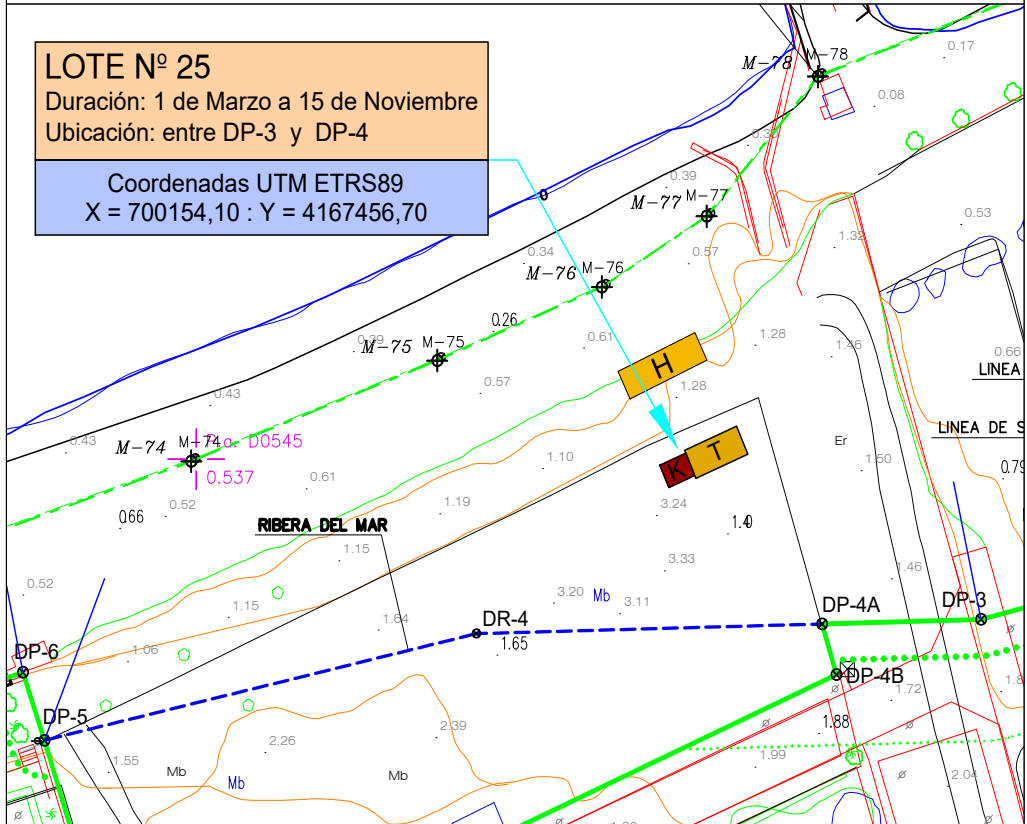 LOTE Nº 25
Duración: 1 de Marzo a 15 de Noviembre
Ubicación: entre DP-3 y DP-4
Coordenadas UTM ETRS89
X = 700154,10 : Y = 4167456,70
M-78 M-78
0.17
0.08
0.39
M-77 M-77
0.53
0
1.32
0.34
0.57
M-76 M-76
0.26
0.61
1.28
1.46
0.39
M-75 M-75
0.66
H
LINEA
0.57
1.28
0.43
LINEA DE S
0.43
M-74 M-74
D0545
Er
T
K
1.10
1.50
0.79
0.537
0.61
0.52
1.19
3.24
0.66
1.40
RIBERA DEL MAR
1.15
3.33
1.46
0.52
3.20
Mb
3.11
1.15
1.64
DR-4
DP-4A
DP-3
1.65
DP-6
1.06
DP-4B
1.72
DP-5
2.39
1.88
2.26
1.99
1.55
Mb
Mb
Mb
2.04